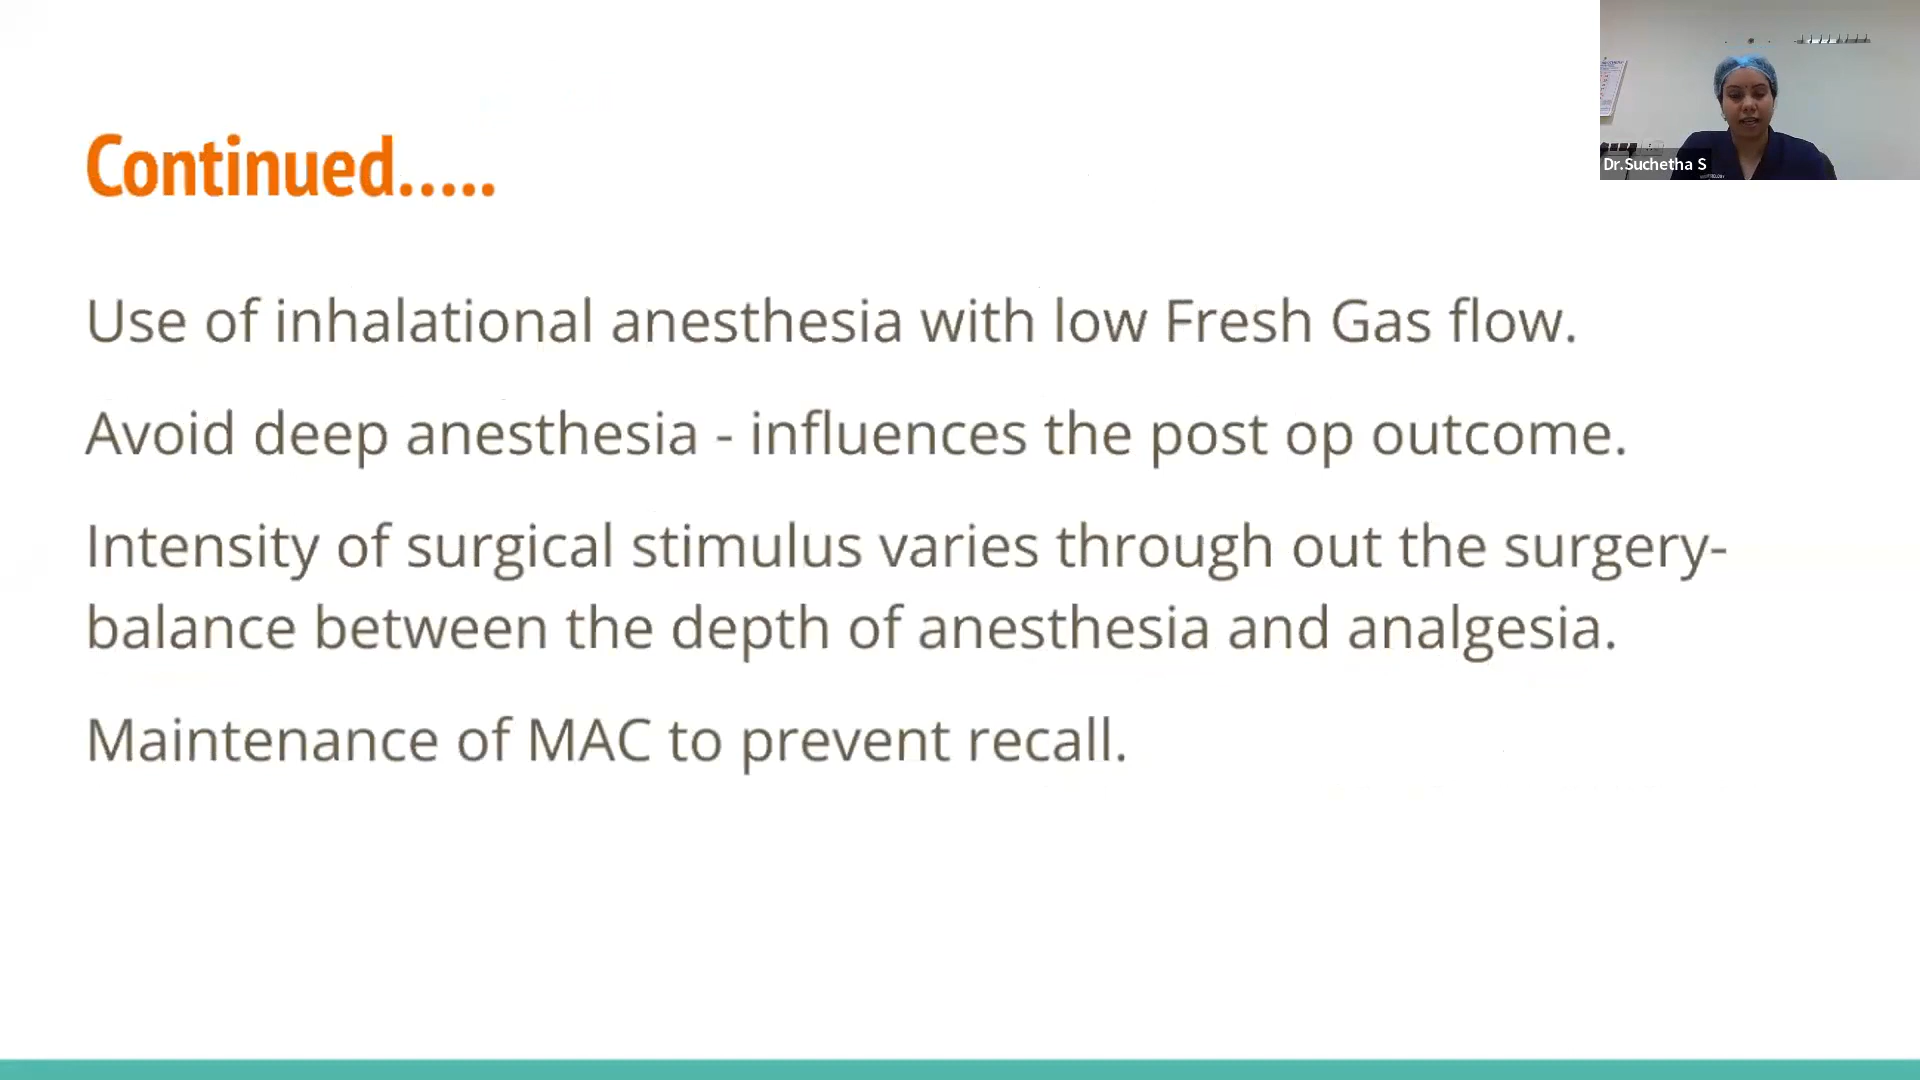 Continued.....
Dr.Suchetha S
Use of inhalational anesthesia with low Fresh Gas flow.
Avoid deep anesthesia - influences the post op outcome.
Intensity of surgical stimulus varies through out the surgery-
balance between the depth of anesthesia and analgesia.
Maintenance of MAC to prevent recall.